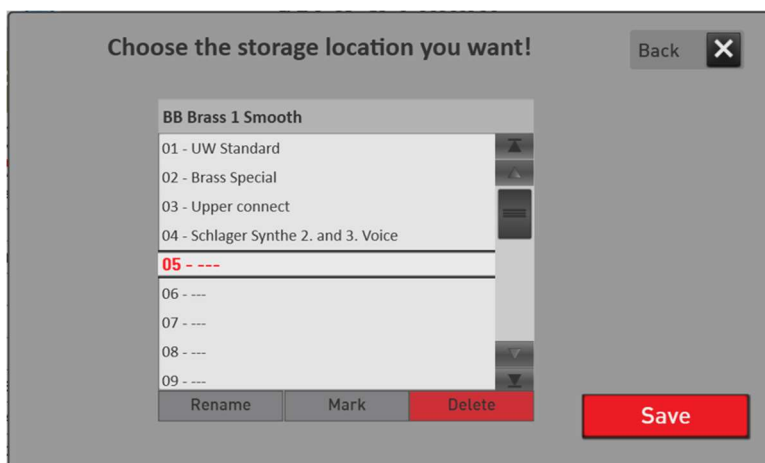 Choose the storage location you want!
Back
BB Brass 1 Smooth
01 - UW Standard
02 - Brass Special
03 - Upper connect
04 - Schlager Synthe 2. and 3. Voice
05 - ---
06 - ---
07 - ---
08 - ---
09 - ---
Rename Mark Delete
Save